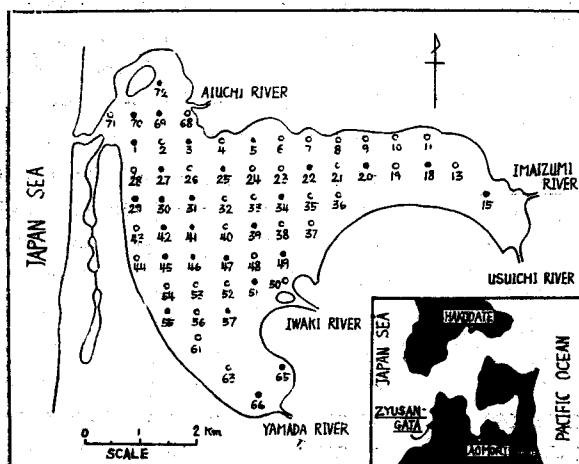 72
AIUCHI RIVER
71 70 69 68
1 2 3 4 5 6 7 8 9 10 11
IMAIZUMI
RIVER
28 27 26 25 24 23 22 21 20 19 18 13
15
29 30 31 32 33 34 35 36
43 42 41 40 39 38 37
44 45 46 47 48 49
USUICHI RIVER
54 53 52 51 50
IWAKI RIVER
55 56 57
61
63 65
66
YAMADA RIVER
JAPAN SEA
0 1 2 Km
SCALE
HAKODATE
JAPAN SEA
PACIFIC OCEAN
ZYUSAN-
GATA
AOMORI